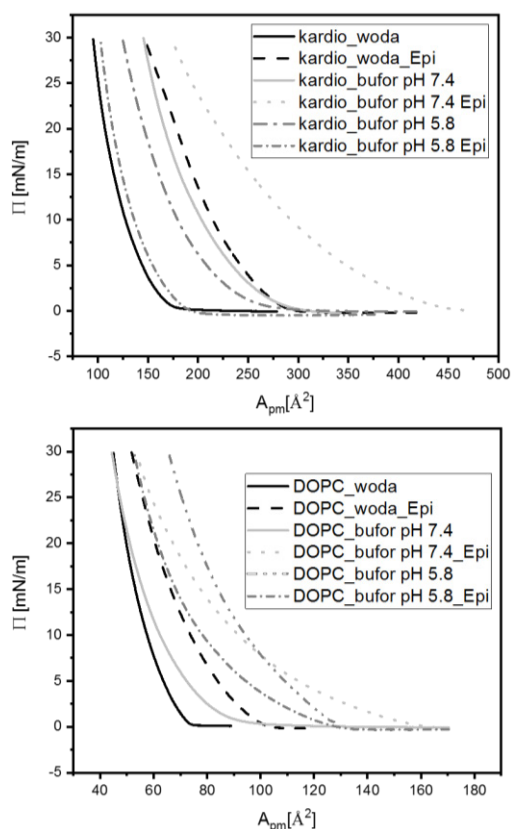 30
25
20
15
10
5
0
-5
Π [mN/m]
kardio_woda
kardio_woda_Epi
kardio_bufor pH 7.4
kardio_bufor pH 7.4 Epi
kardio_bufor pH 5.8
kardio_bufor pH 5.8 Epi
100 150 200 250 300 350 400 450 500
Apm[Å²]
30
25
20
15
10
5
0
-5
Π [mN/m]
DOPC_woda
DOPC_woda_Epi
DOPC_bufor pH 7.4
DOPC_bufor pH 7.4_Epi
DOPC_bufor pH 5.8
DOPC_bufor pH 5.8_Epi
40 60 80 100 120 140 160 180
Apm[Å²]